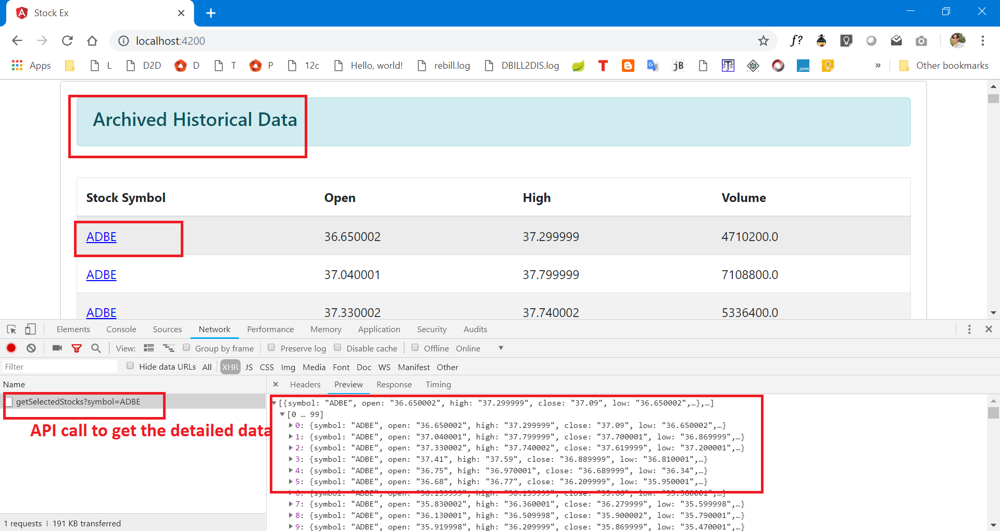 Stock Ex
localhost:4200
f?
Apps L D2D D T P 12c Hello, world! rebill.log DBILL2DIS.log T jB JSON » Other bookmarks
Archived Historical Data
Stock Symbol Open High Volume
ADBE 36.650002 37.299999 4710200.0
ADBE 37.040001 37.799999 7108800.0
ADBE 37.330002 37.740002 5336400.0
Elements Console Sources Network Performance Memory Application Security Audits
View: Group by frame Preserve log Disable cache Offline Online
Filter Hide data URLs All XHR JS CSS Img Media Font Doc WS Manifest Other
Name
Headers Preview Response Timing
getSelectedStocks?symbol=ADBE
API call to get the detailed data
[{symbol: "ADBE", open: "36.650002", high: "37.299999", close: "37.09", low: "36.650002",…},…]
[0 … 99]
0: {symbol: "ADBE", open: "36.650002", high: "37.299999", close: "37.09", low: "36.650002",…}
1: {symbol: "ADBE", open: "37.040001", high: "37.799999", close: "37.700001", low: "36.869999",…}
2: {symbol: "ADBE", open: "37.330002", high: "37.740002", close: "37.619999", low: "37.200001",…}
3: {symbol: "ADBE", open: "37.41", high: "37.59", close: "36.889999", low: "36.810001",…}
4: {symbol: "ADBE", open: "36.75", high: "36.970001", close: "36.689999", low: "36.34",…}
5: {symbol: "ADBE", open: "36.68", high: "36.77", close: "36.209999", low: "35.950001",…}
7: {symbol: "ADBE", open: "35.830002", high: "36.360001", close: "36.279999", low: "35.599998",…}
8: {symbol: "ADBE", open: "36.130001", high: "36.509998", close: "35.900002", low: "35.790001",…}
9: {symbol: "ADBE", open: "35.919998", high: "36.209999", close: "35.869999", low: "35.470001",…}
1 requests | 191 KB transferred